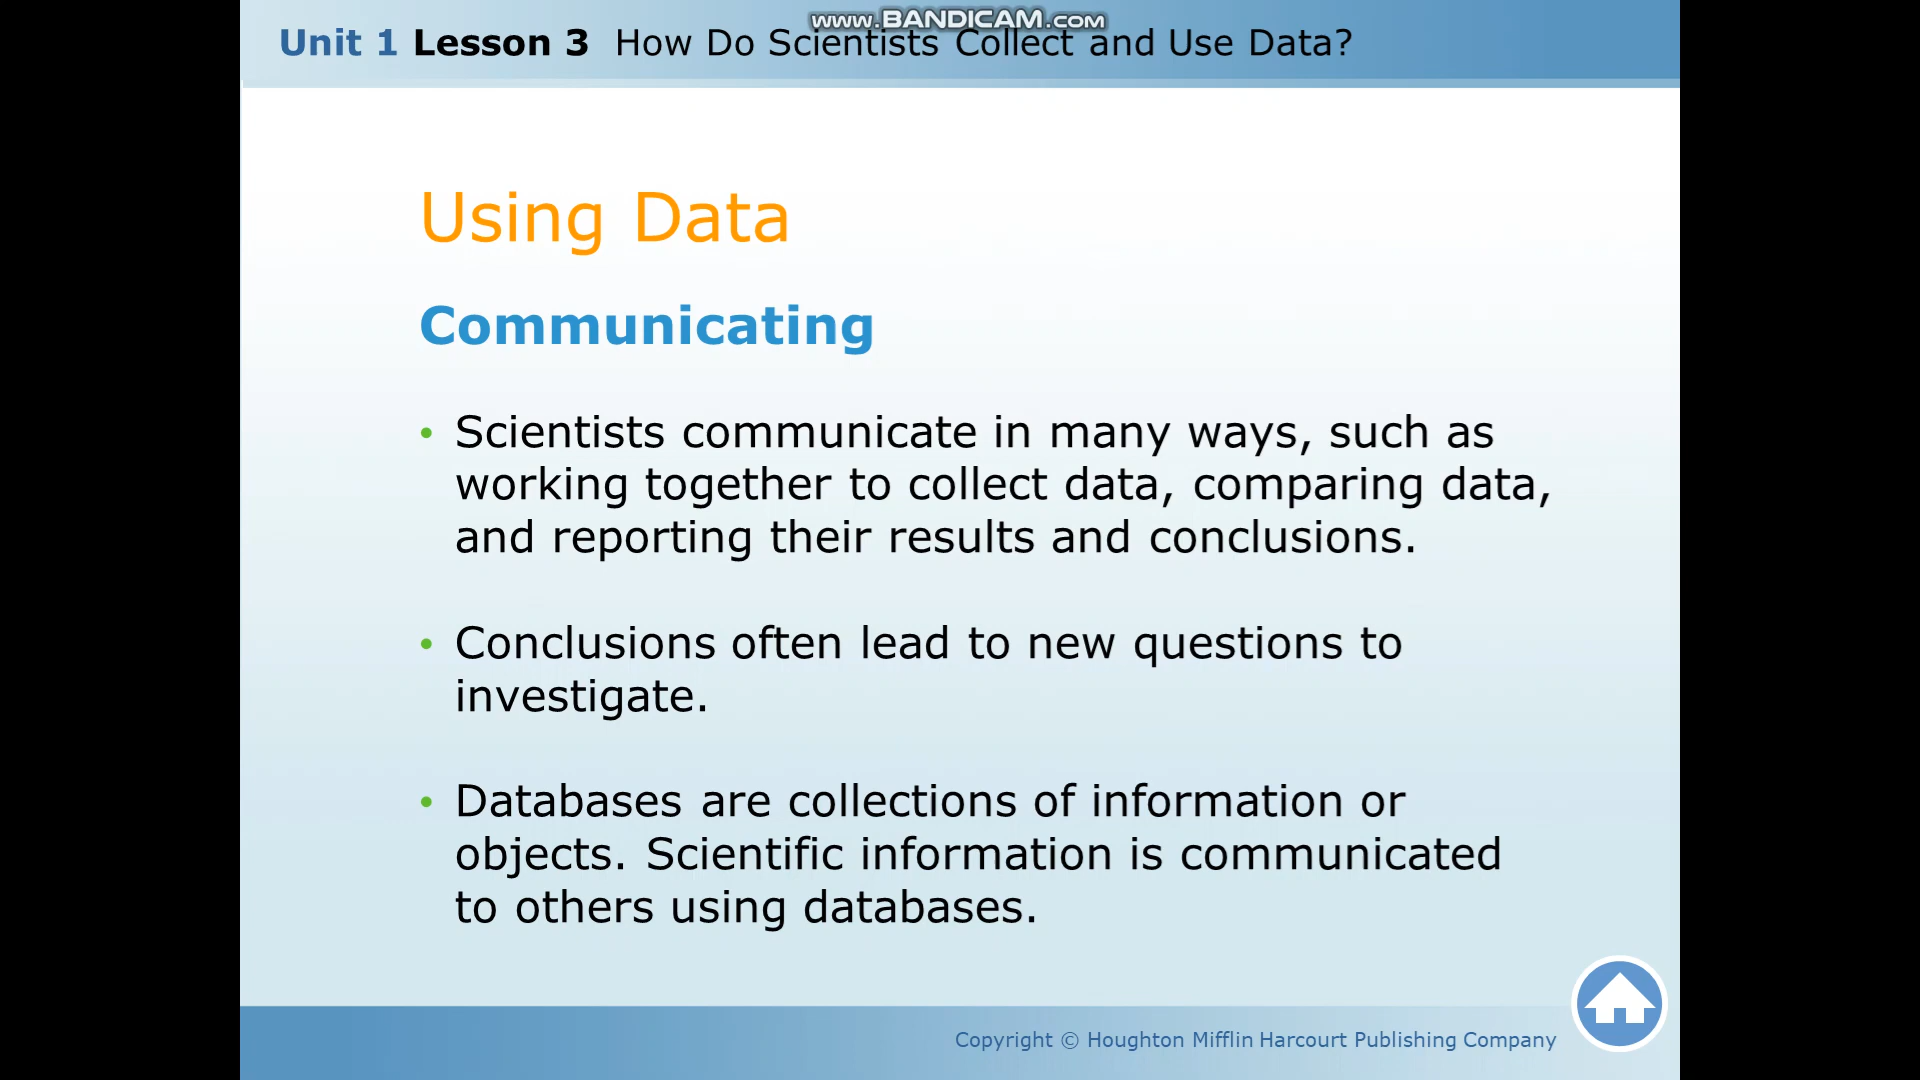 www.BANDICAM.com
Unit 1 Lesson 3 How Do Scientists Collect and Use Data?
Using Data
Communicating
• Scientists communicate in many ways, such as
working together to collect data, comparing data,
and reporting their results and conclusions.
• Conclusions often lead to new questions to
investigate.
• Databases are collections of information or
objects. Scientific information is communicated
to others using databases.
Copyright © Houghton Mifflin Harcourt Publishing Company